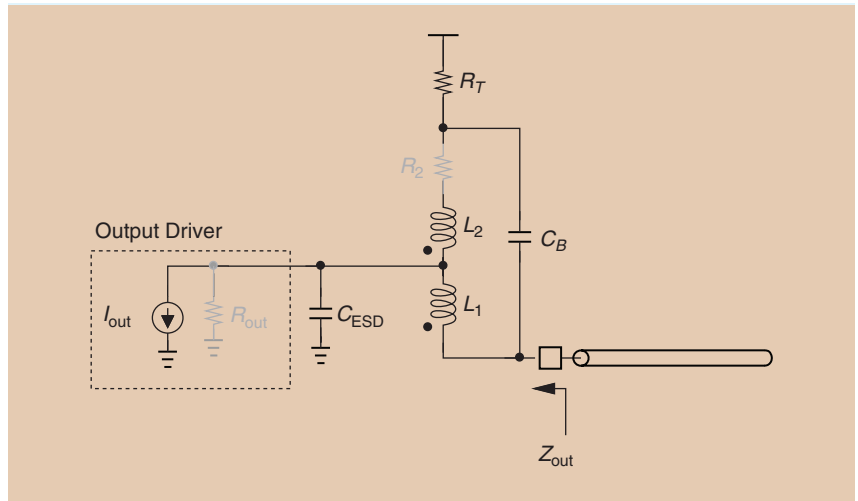 R_T
R_2
L_2
Output Driver
C_B
I_out
R_out
C_ESD
L_1
Z_out